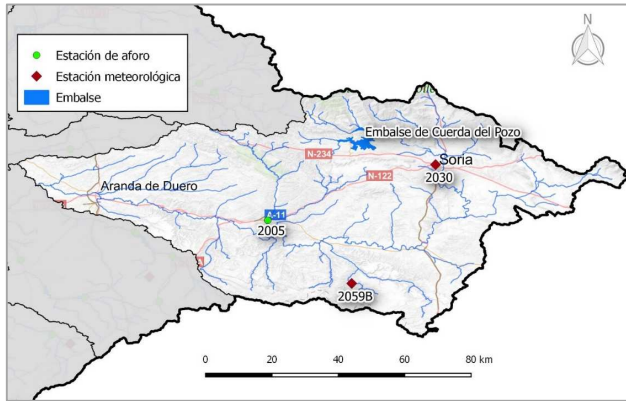 N
Estación de aforo
Estación meteorológica
Embalse
Embalse de Cuerda del Pozo
N-234
Soria
N-122
2030
Aranda de Duero
A-11
2005
2059B
0 20 40 60 80 km